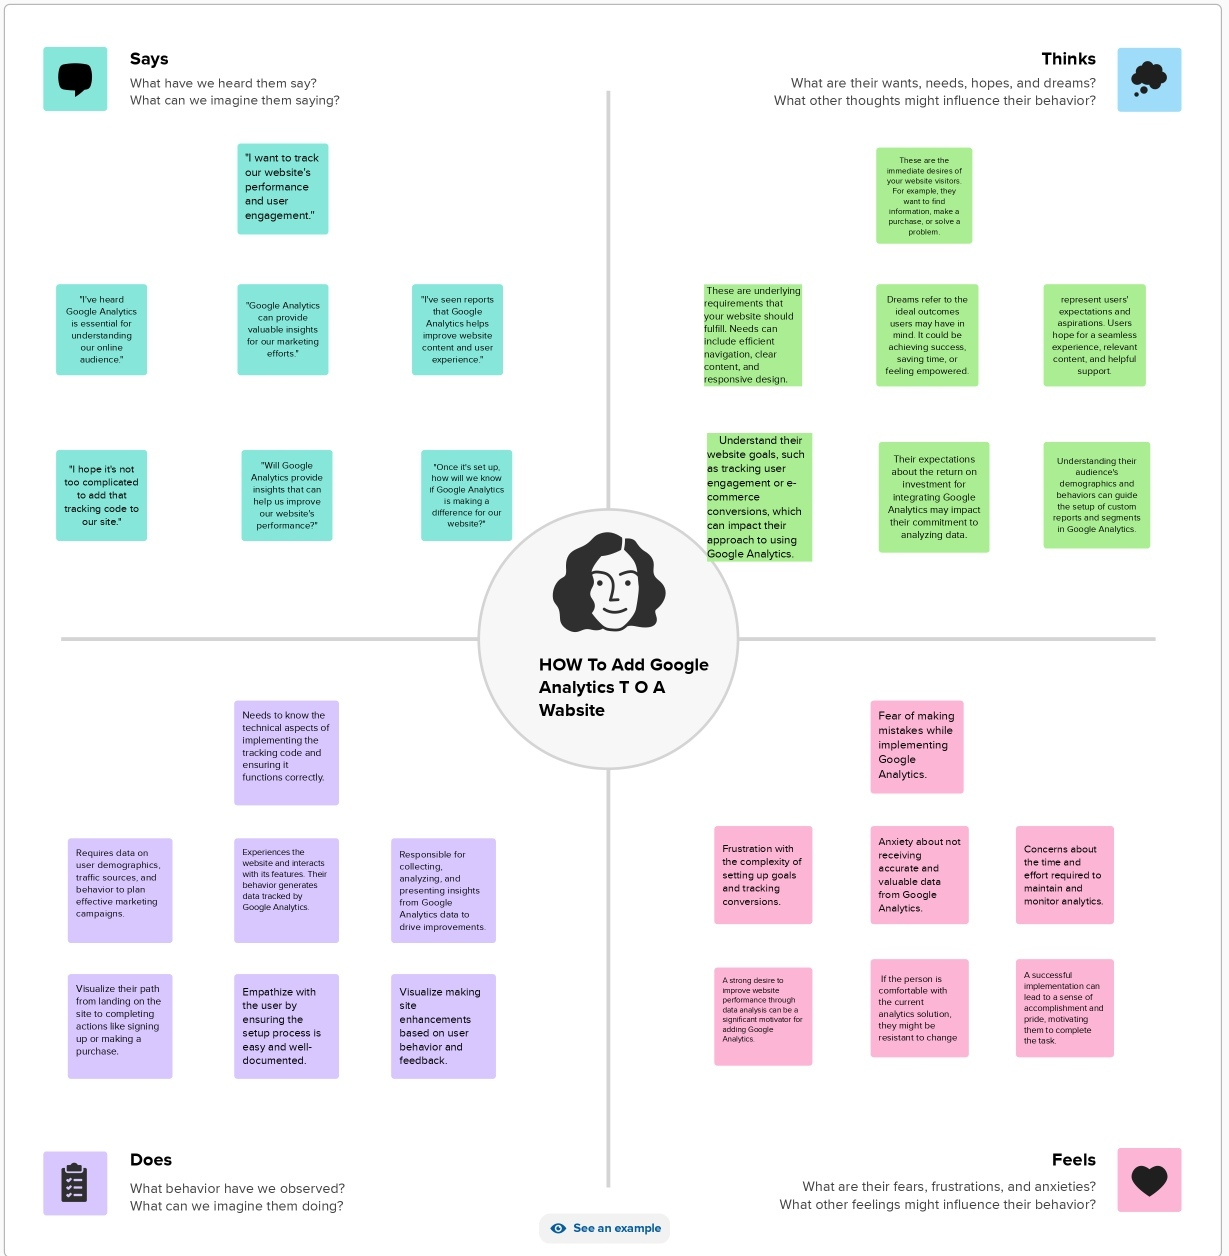 Says
What have we heard them say?
What can we imagine them saying?
Thinks
What are their wants, needs, hopes, and dreams?
What other thoughts might influence their behavior?
"I want to track
our website's
performance
and user
engagement."
"I've heard
Google Analytics
is essential for
understanding
our online
audience."
"Google Analytics
can provide
valuable insights
for our marketing
efforts."
"I've seen reports
that Google
Analytics helps
improve website
content and user
experience."
"I hope it's not
too complicated
to add that
tracking code to
our site."
"Will Google
Analytics provide
insights that can
help us improve
our website's
performance?"
"Once it's set up,
how will we know
if Google Analytics
is making a
difference for our
website?"
These are the
immediate desires of
your website visitors.
For example, they
want to find
information, make a
purchase, or solve a
problem.
These are underlying
requirements that
your website should
fulfill. Needs can
include efficient
navigation, clear
content, and
responsive design.
Dreams refer to the
ideal outcomes
users may have in
mind. It could be
achieving success,
saving time, or
feeling empowered.
represent users'
expectations and
aspirations. Users
hope for a seamless
experience, relevant
content, and helpful
support.
Understand their
website goals, such
as tracking user
engagement or e-
commerce
conversions, which
can impact their
approach to using
Google Analytics.
Their expectations
about the return on
investment for
integrating Google
Analytics may impact
their commitment to
analyzing data.
Understanding their
audience's
demographics and
behaviors can guide
the setup of custom
reports and segments
in Google Analytics.
HOW To Add Google
Analytics T O A
Wabsite
Needs to know the
technical aspects of
implementing the
tracking code and
ensuring it
functions correctly.
Requires data on
user demographics,
traffic sources, and
behavior to plan
effective marketing
campaigns.
Experiences the
website and interacts
with its features. Their
behavior generates
data tracked by
Google Analytics.
Responsible for
collecting,
analyzing, and
presenting insights
from Google
Analytics data to
drive improvements.
Visualize their path
from landing on the
site to completing
actions like signing
up or making a
purchase.
Empathize with
the user by
ensuring the
setup process is
easy and well-
documented.
Visualize making
site
enhancements
based on user
behavior and
feedback.
Fear of making
mistakes while
implementing
Google
Analytics.
Frustration with
the complexity of
setting up goals
and tracking
conversions.
Anxiety about not
receiving
accurate and
valuable data
from Google
Analytics.
Concerns about
the time and
effort required to
maintain and
monitor analytics.
A strong desire to
improve website
performance through
data analysis can be a
significant motivator for
adding Google
Analytics.
If the person is
comfortable with
the current
analytics solution,
they might be
resistant to change
A successful
implementation can
lead to a sense of
accomplishment and
pride, motivating
them to complete
the task.
Does
What behavior have we observed?
What can we imagine them doing?
Feels
What are their fears, frustrations, and anxieties?
What other feelings might influence their behavior?
See an example